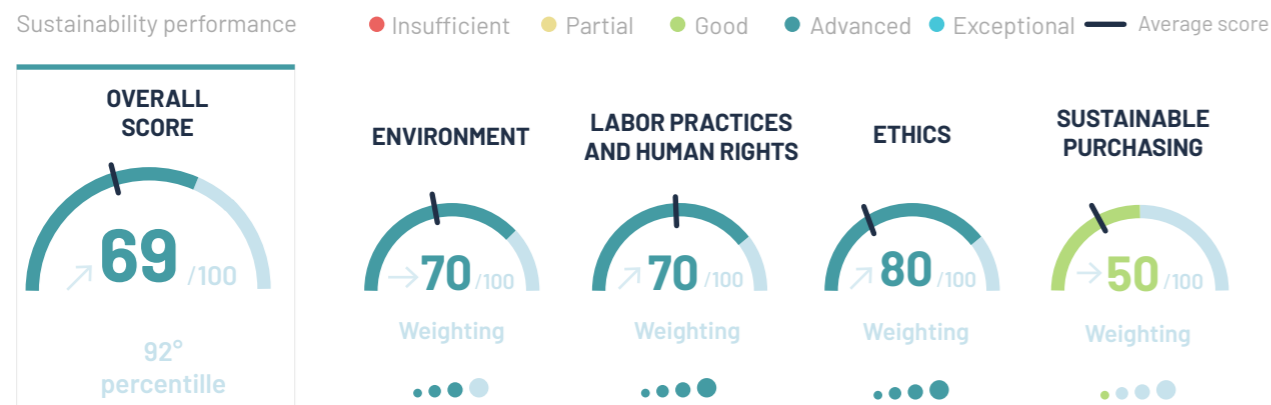 Sustainability performance
Insufficient Partial Good Advanced Exceptional Average score
OVERALL
SCORE
69 /100
92°
percentille
ENVIRONMENT
70 /100
Weighting
LABOR PRACTICES
AND HUMAN RIGHTS
70 /100
Weighting
ETHICS
80 /100
Weighting
SUSTAINABLE
PURCHASING
50 /100
Weighting